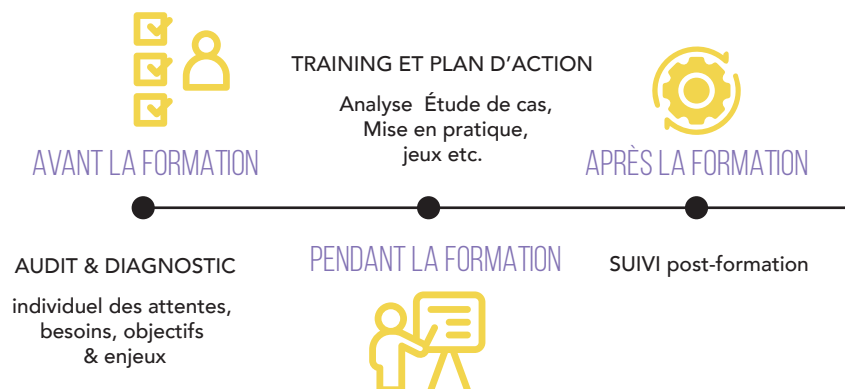 AVANT LA FORMATION
AUDIT & DIAGNOSTIC
individuel des attentes,
besoins, objectifs
& enjeux
TRAINING ET PLAN D'ACTION
Analyse Étude de cas,
Mise en pratique,
jeux etc.
PENDANT LA FORMATION
APRÈS LA FORMATION
SUIVI post-formation